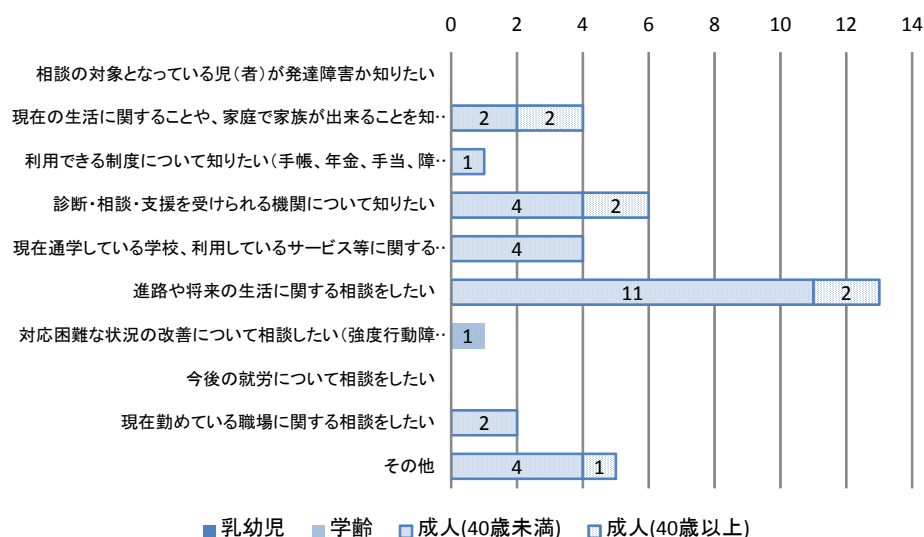 0 2 4 6 8 10 12 14
相談の対象となっている児(者)が発達障害か知りたい
現在の生活に関することや、家庭で家族が出来ることを知‥ 2 2
利用できる制度について知りたい(手帳、年金、手当、障‥ 1
診断・相談・支援を受けられる機関について知りたい 4 2
現在通学している学校、利用しているサービス等に関する‥ 4
進路や将来の生活に関する相談をしたい 11 2
対応困難な状況の改善について相談したい(強度行動障‥ 1
今後の就労について相談をしたい
現在勤めている職場に関する相談をしたい 2
その他 4 1
乳幼児 学齢 成人(40歳未満) 成人(40歳以上)